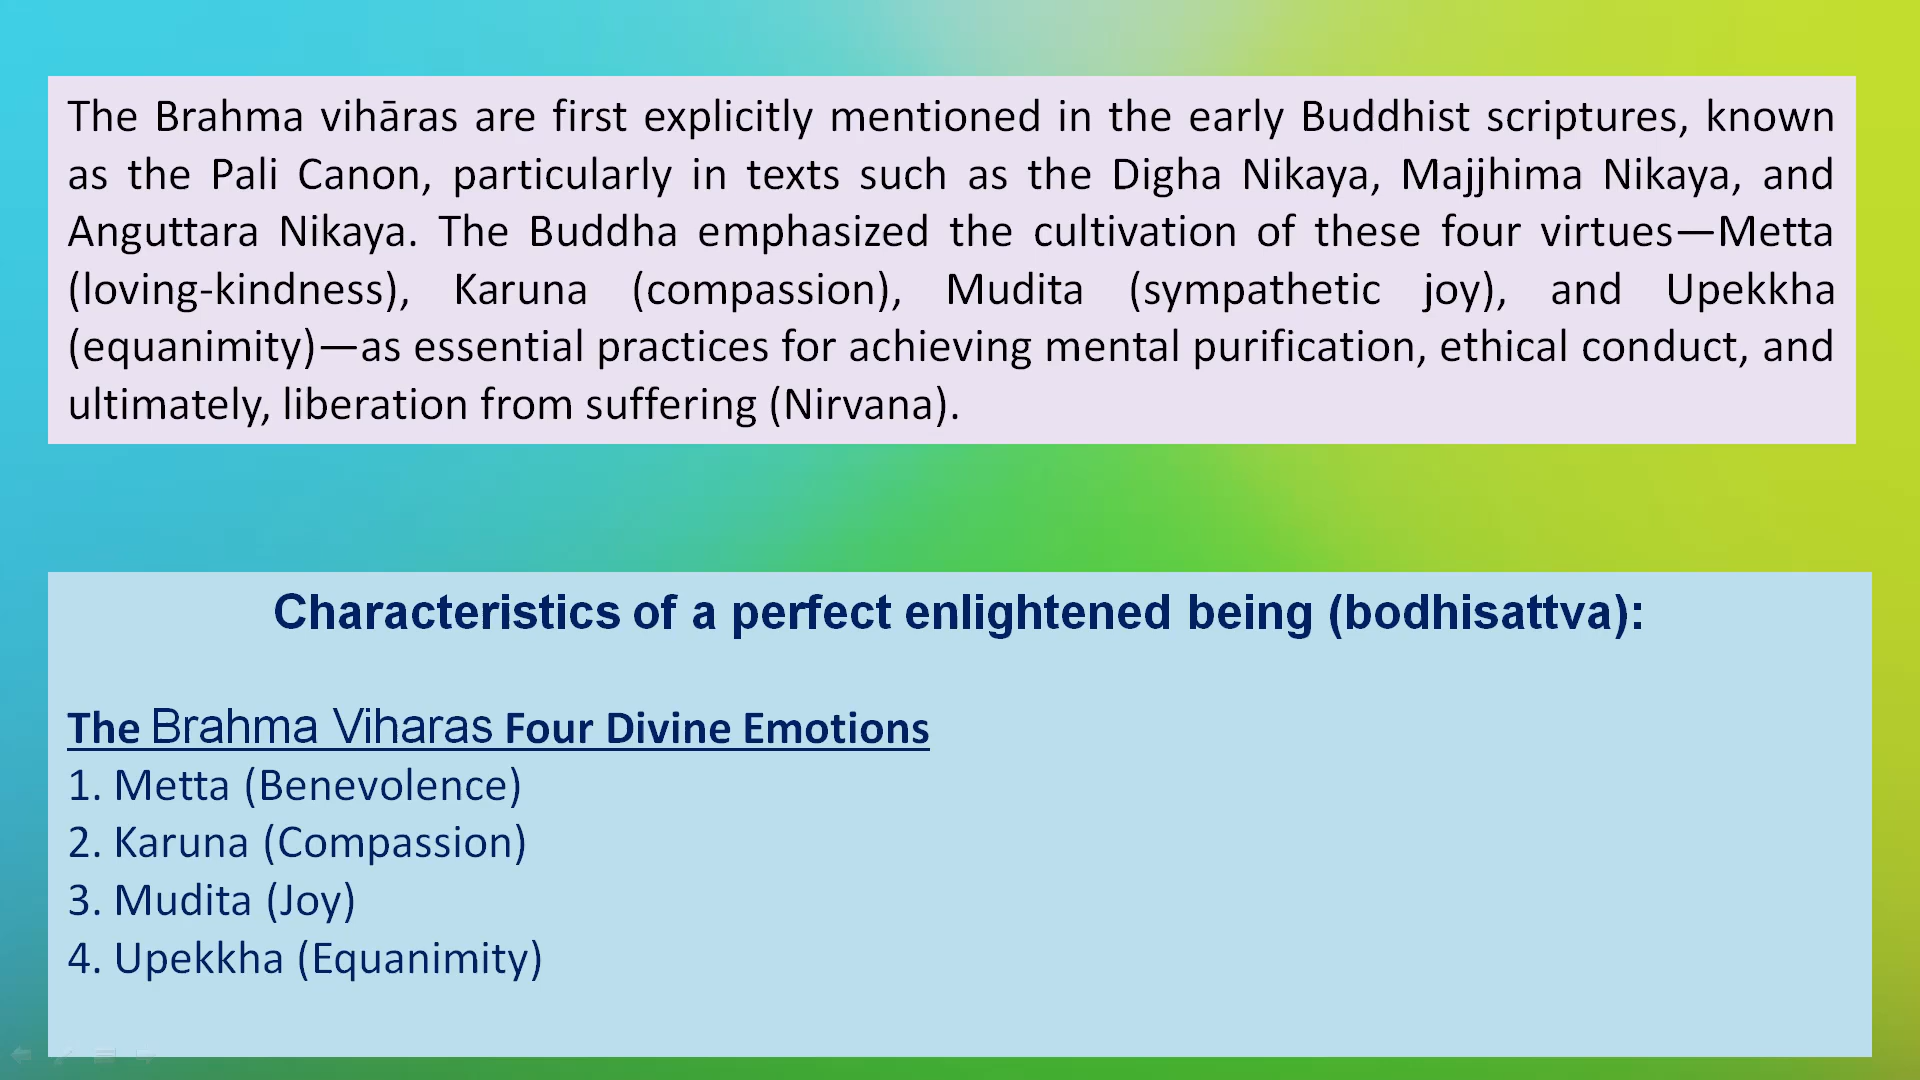 The Brahma vihāras are first explicitly mentioned in the early Buddhist scriptures, known
as the Pali Canon, particularly in texts such as the Digha Nikaya, Majjhima Nikaya, and
Anguttara Nikaya. The Buddha emphasized the cultivation of these four virtues—Metta
(loving-kindness), Karuna (compassion), Mudita (sympathetic joy), and Upekkha
(equanimity)—as essential practices for achieving mental purification, ethical conduct, and
ultimately, liberation from suffering (Nirvana).
Characteristics of a perfect enlightened being (bodhisattva):
The Brahma Viharas Four Divine Emotions
1. Metta (Benevolence)
2. Karuna (Compassion)
3. Mudita (Joy)
4. Upekkha (Equanimity)